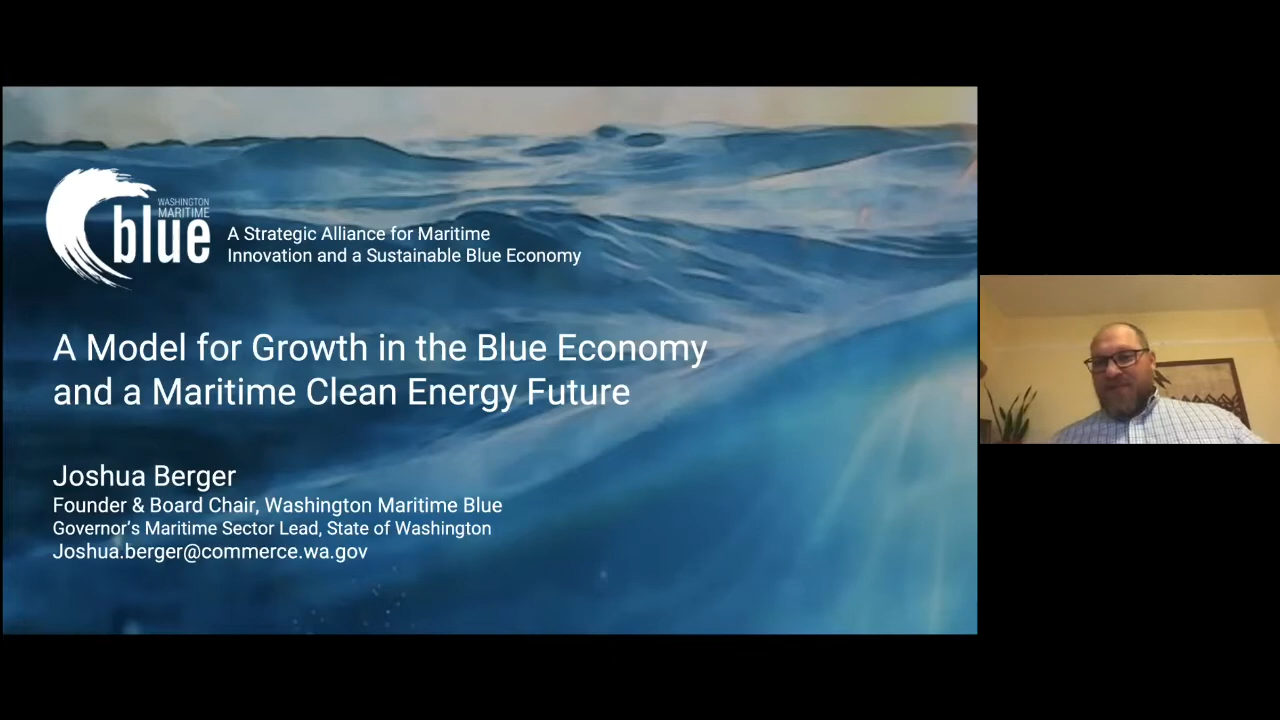 WASHINGTON
MARITIME
blue
A Strategic Alliance for Maritime
Innovation and a Sustainable Blue Economy
A Model for Growth in the Blue Economy
and a Maritime Clean Energy Future
Joshua Berger
Founder & Board Chair, Washington Maritime Blue
Governor's Maritime Sector Lead, State of Washington
Joshua.berger@commerce.wa.gov